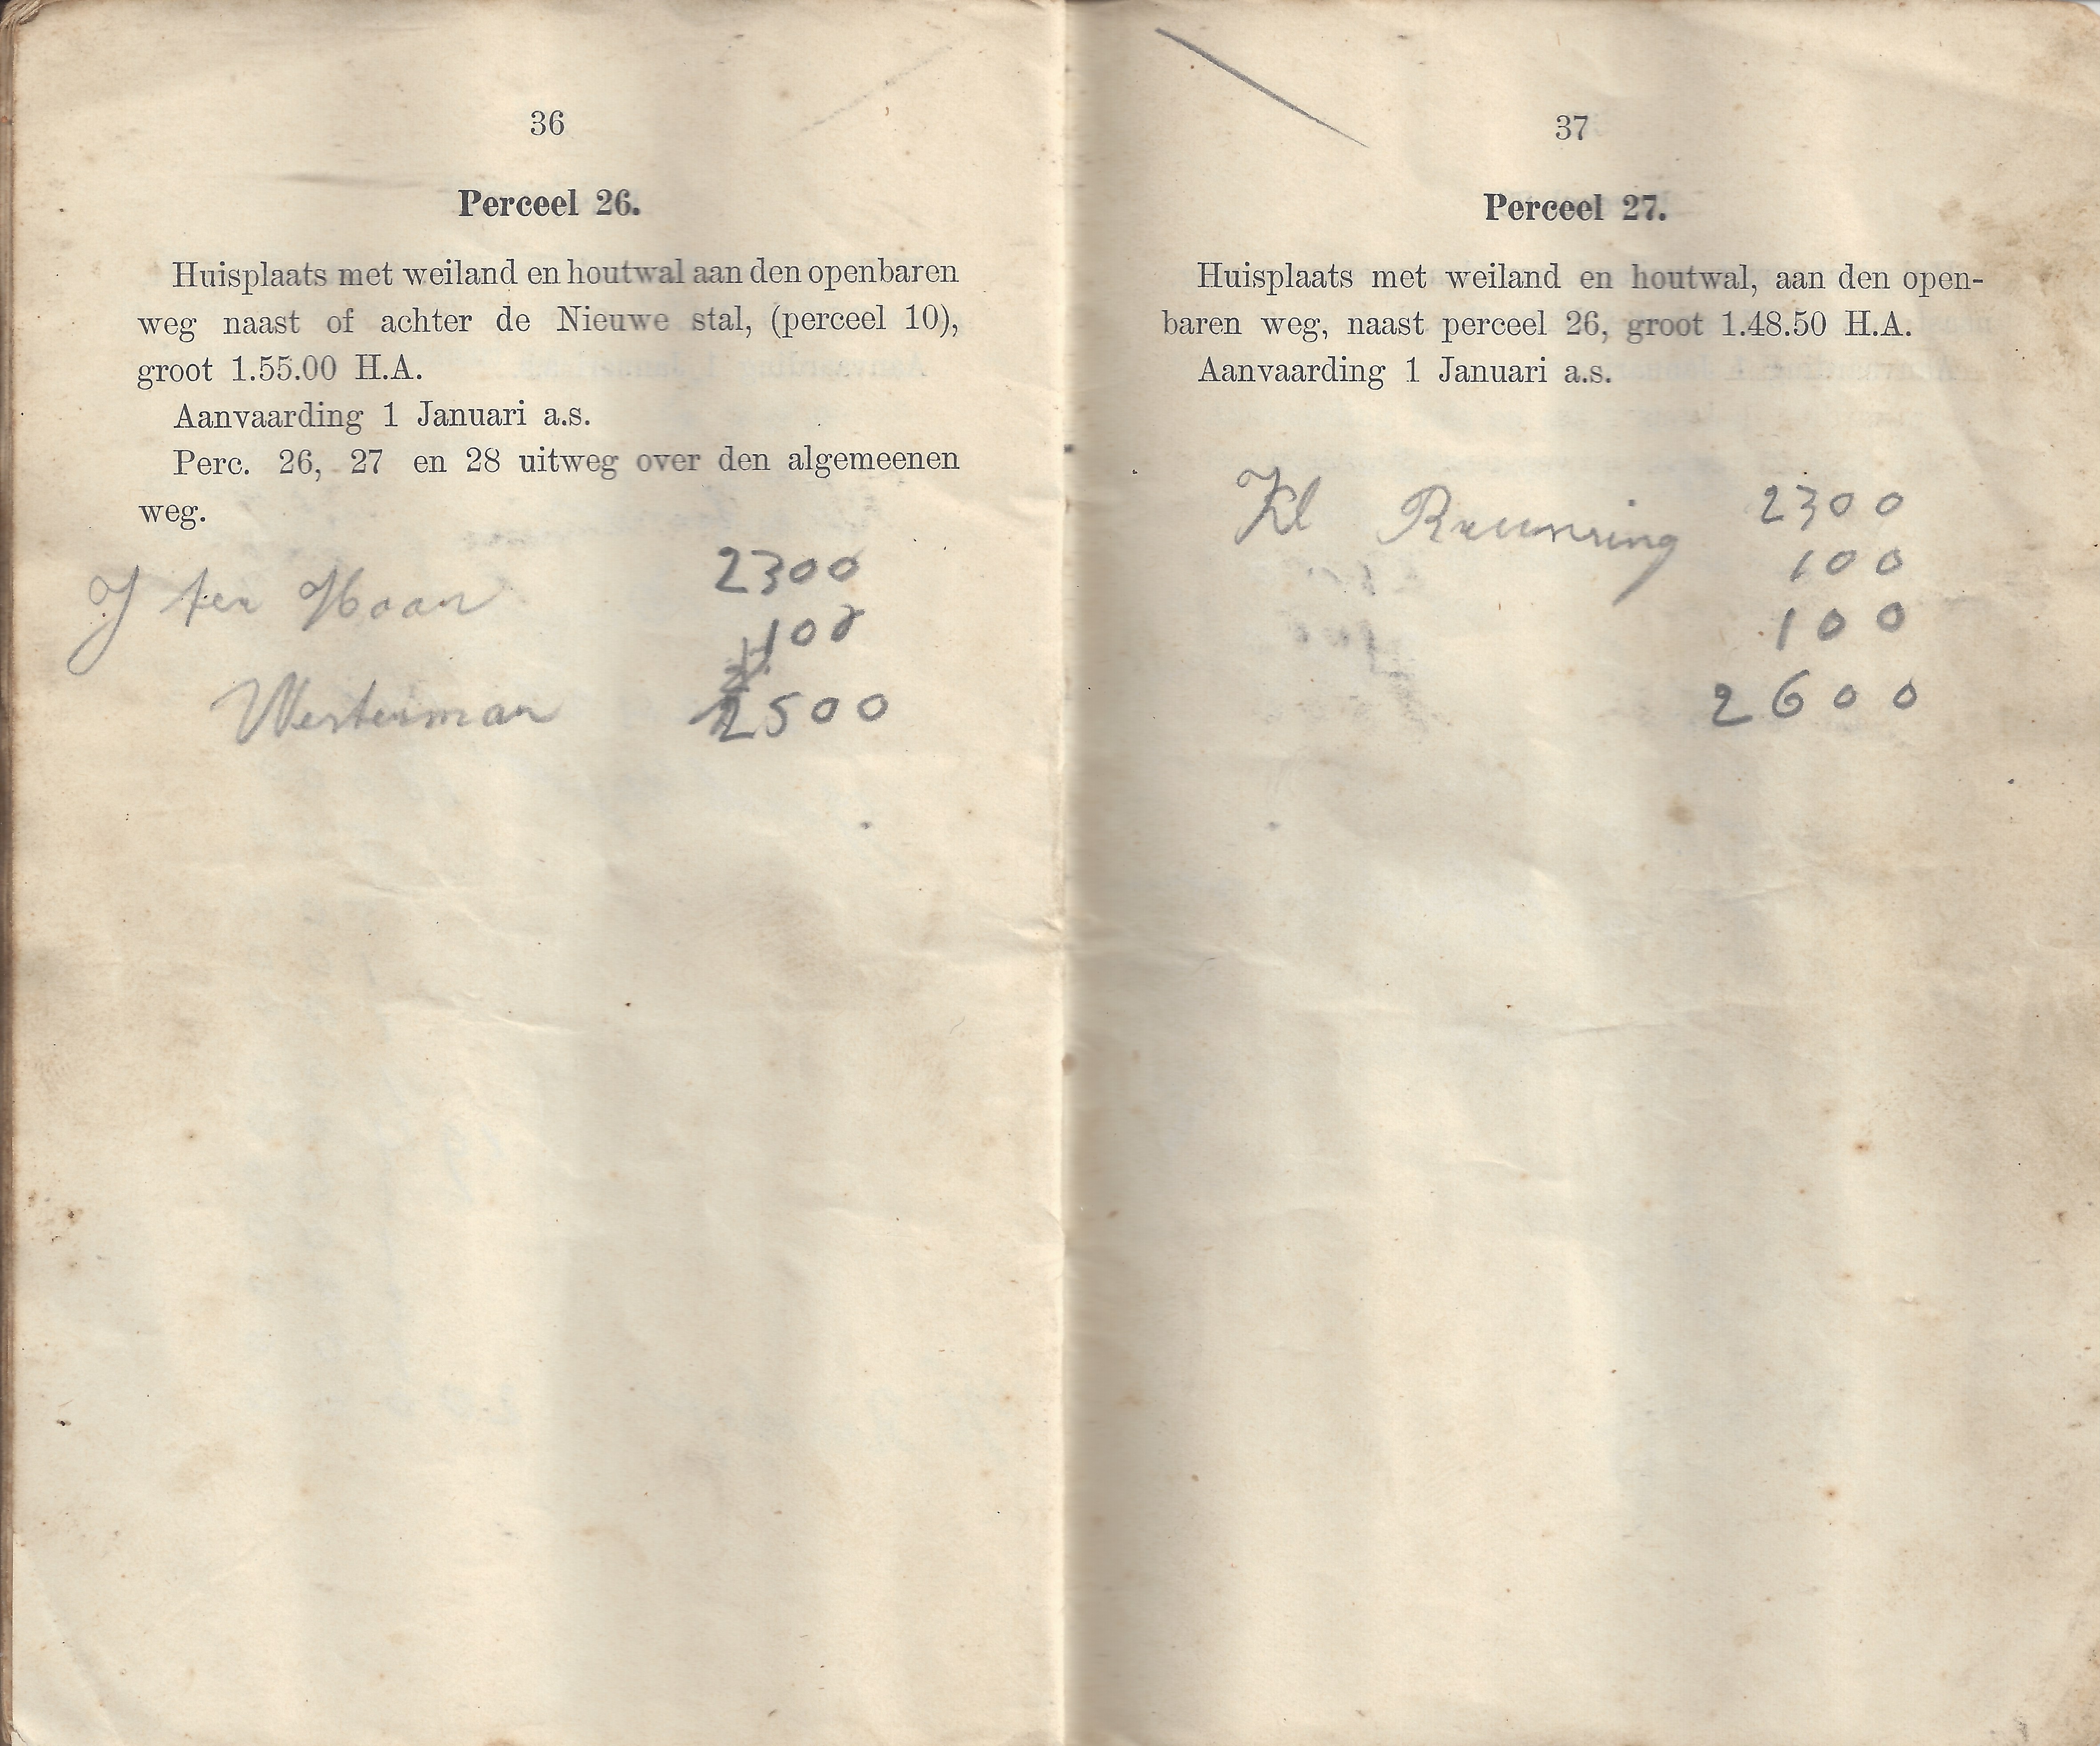 36
Perceel 26.
Huisplaats met weiland en houtwal aan den openbaren
weg naast of achter de Nieuwe stal, (perceel 10),
groot 1.55.00 H.A.
Aanvaarding 1 Januari a.s.
Perc. 26, 27 en 28 uitweg over den algemeenen
weg.
J ter Haar 2300
100
Westerman 2500
37
Perceel 27.
Huisplaats met weiland en houtwal, aan den open-
baren weg, naast perceel 26, groot 1.48.50 H.A.
Aanvaarding 1 Januari a.s.
Kl 2300
100
100
2600